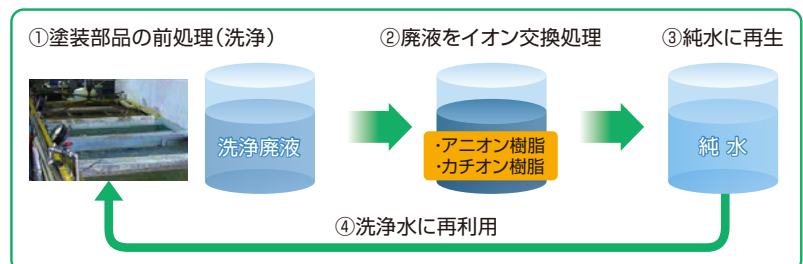 ①塗装部品の前処理(洗浄)
②廃液をイオン交換処理
③純水に再生
洗浄廃液
・アニオン樹脂
・カチオン樹脂
純 水
④洗浄水に再利用